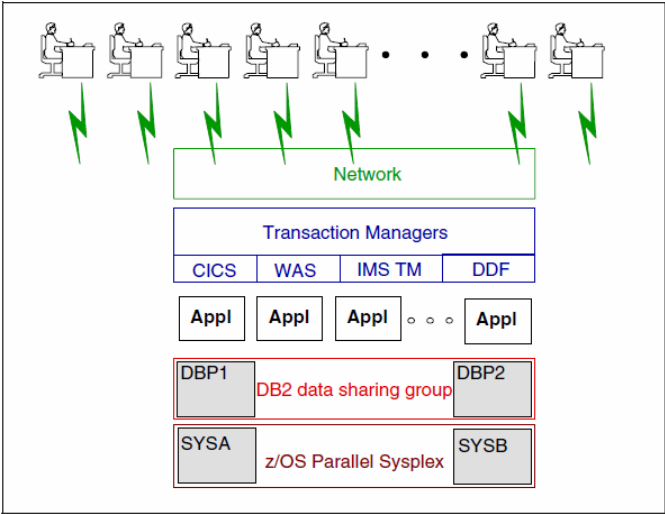 Network
Transaction Managers
CICS WAS IMS TM DDF
Appl Appl Appl Appl
DBP1 DB2 data sharing group DBP2
SYSA z/OS Parallel Sysplex SYSB